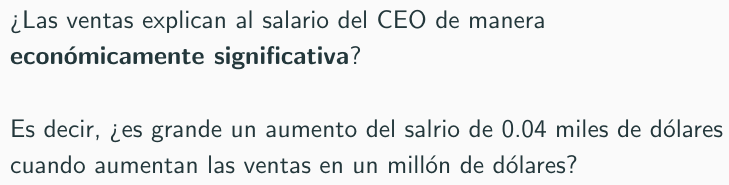 ¿Las ventas explican al salario del CEO de manera
económicamente significativa?
Es decir, ¿es grande un aumento del salrio de 0.04 miles de dólares
cuando aumentan las ventas en un millón de dólares?